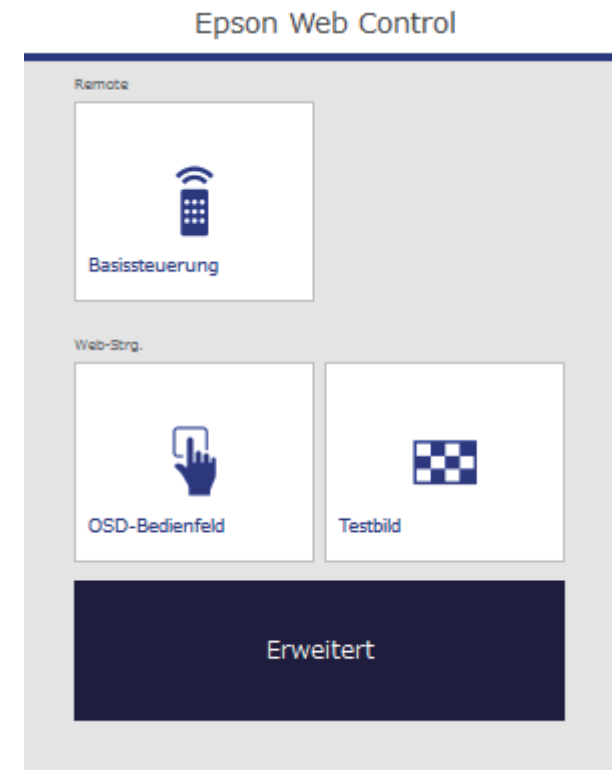 Epson Web Control
Remote
Basissteuerung
Web-Strg.
OSD-Bedienfeld
Testbild
Erweitert